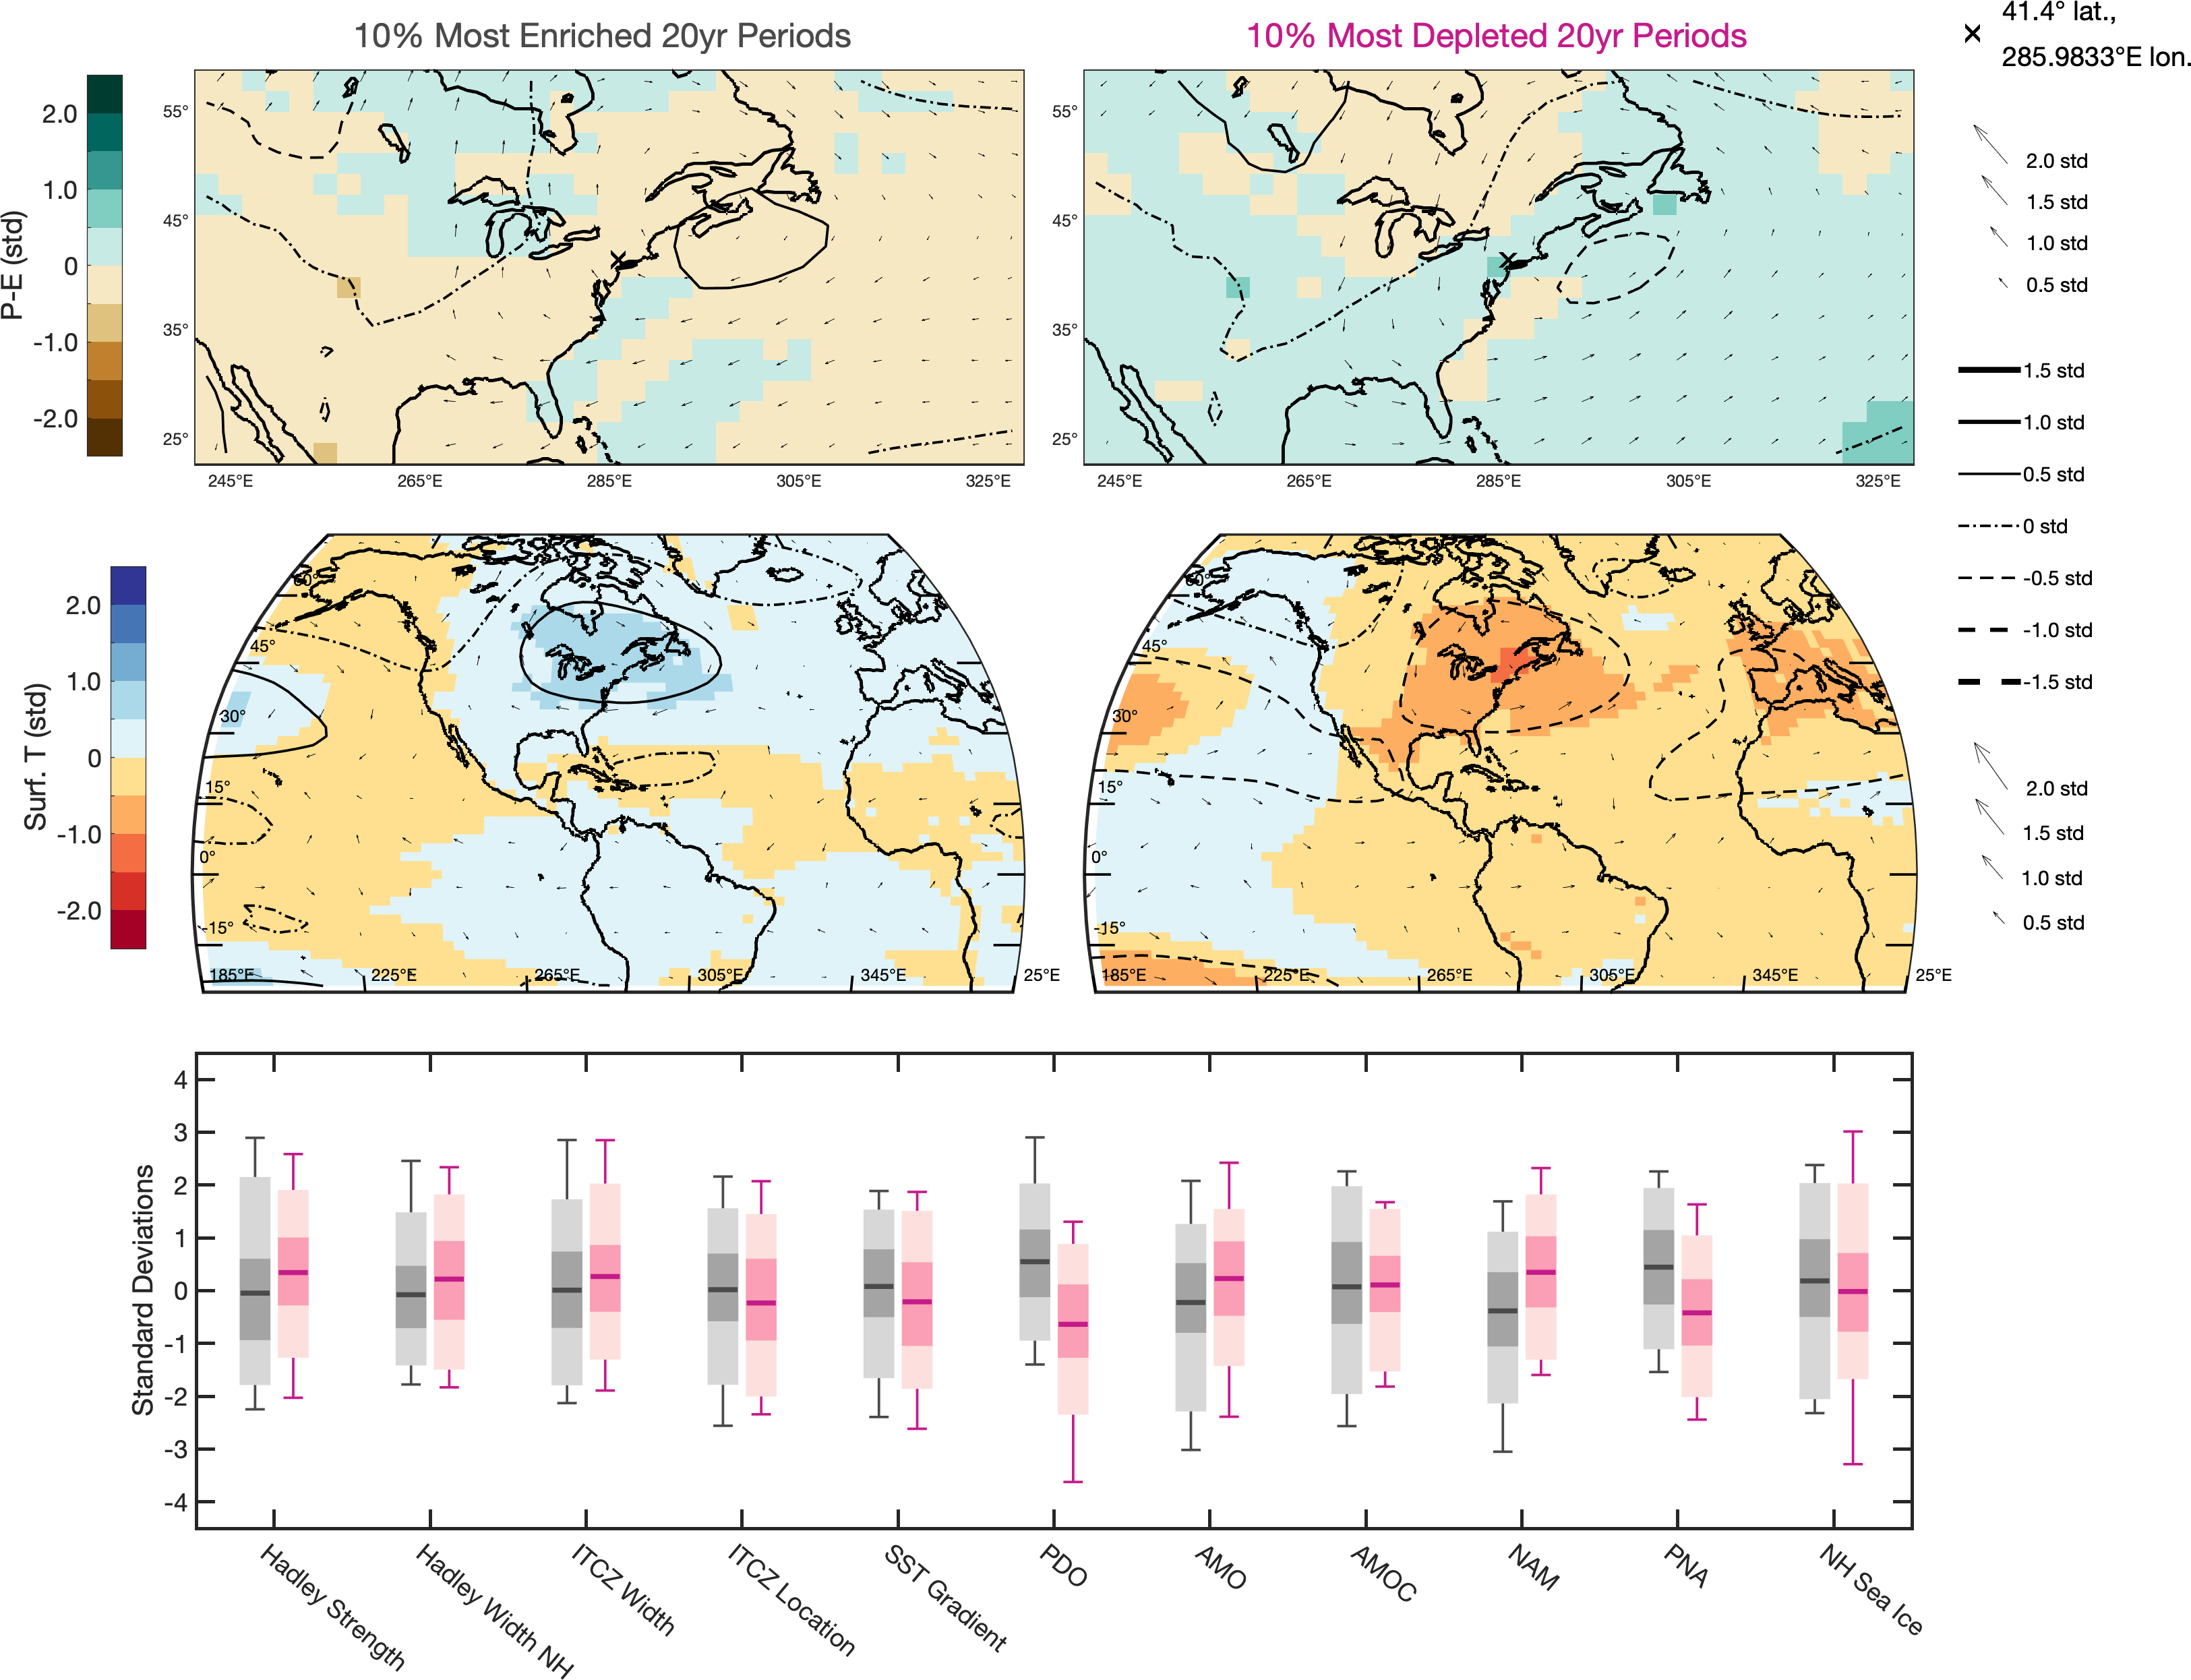 10% Most Enriched 20yr Periods
10% Most Depleted 20yr Periods
41.4° lat.,
285.9833°E lon.
P-E (std)
2.0
1.0
0
-1.0
-2.0
55°
45°
35°
25°
245°E
265°E
285°E
305°E
325°E
55°
45°
35°
25°
245°E
265°E
285°E
305°E
325°E
2.0 std
1.5 std
1.0 std
0.5 std
1.5 std
1.0 std
0.5 std
0 std
-0.5 std
-1.0 std
-1.5 std
2.0 std
1.5 std
1.0 std
0.5 std
Surf. T (std)
2.0
1.0
0
-1.0
-2.0
60°
45°
30°
15°
0°
-15°
185°E
225°E
265°E
305°E
345°E
25°E
60°
45°
30°
15°
0°
-15°
185°E
225°E
265°E
305°E
345°E
25°E
Standard Deviations
4
3
2
1
0
-1
-2
-3
-4
Hadley Strength
Hadley Width NH
ITCZ Width
ITCZ Location
SST Gradient
PDO
AMO
AMOC
NAM
PNA
NH Sea Ice